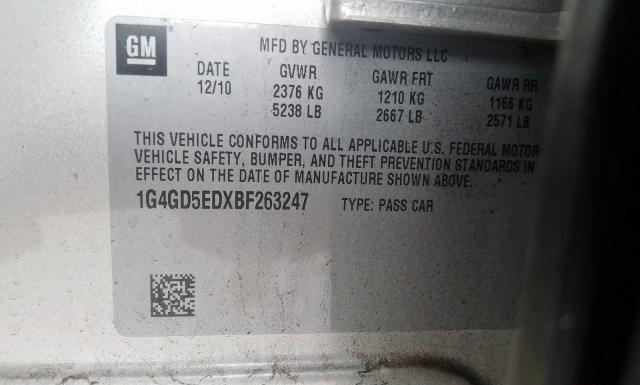 GM
MFD BY GENERAL MOTORS LLC
DATE GVWR GAWR FRT GAWR RR
12/10 2376 KG 1210 KG 1166 KG
5238 LB 2667 LB 2571 LB
THIS VEHICLE CONFORMS TO ALL APPLICABLE U.S. FEDERAL MOTOR
VEHICLE SAFETY, BUMPER, AND THEFT PREVENTION STANDARDS IN
EFFECT ON THE DATE OF MANUFACTURE SHOWN ABOVE.
1G4GD5EDXBF263247 TYPE: PASS CAR